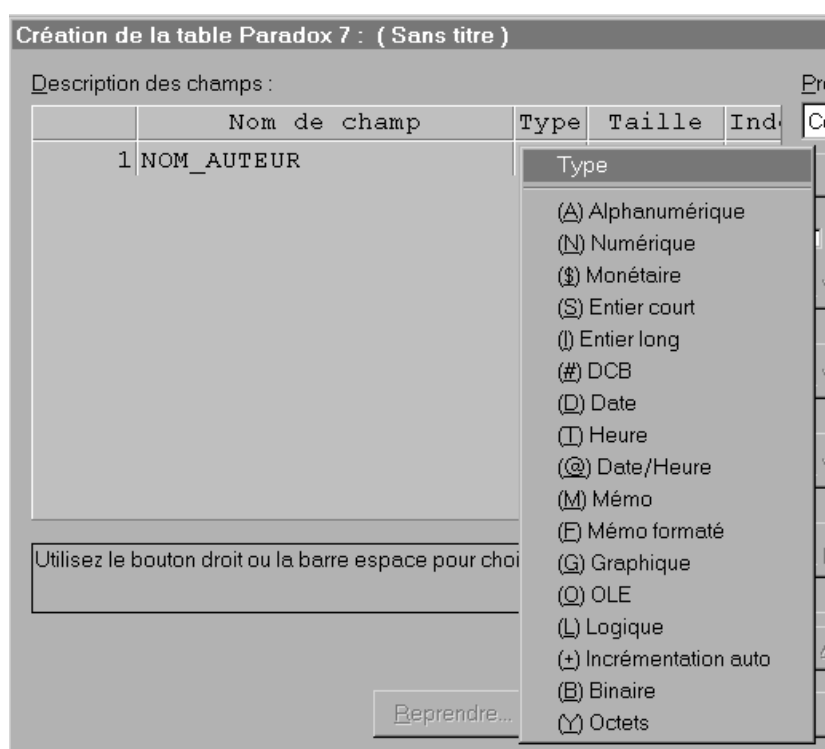 Création de la table Paradox 7 : ( Sans titre )
Description des champs :
Nom de champ Type Taille
1 NOM_AUTEUR
Type
(A) Alphanumérique
(N) Numérique
($) Monétaire
(S) Entier court
(I) Entier long
(#) DCB
(D) Date
(T) Heure
(@) Date/Heure
(M) Mémo
(F) Mémo formaté
(G) Graphique
(O) OLE
(L) Logique
(+) Incrémentation auto
(B) Binaire
(Y) Octets
Utilisez le bouton droit ou la barre espace pour
Reprendre...